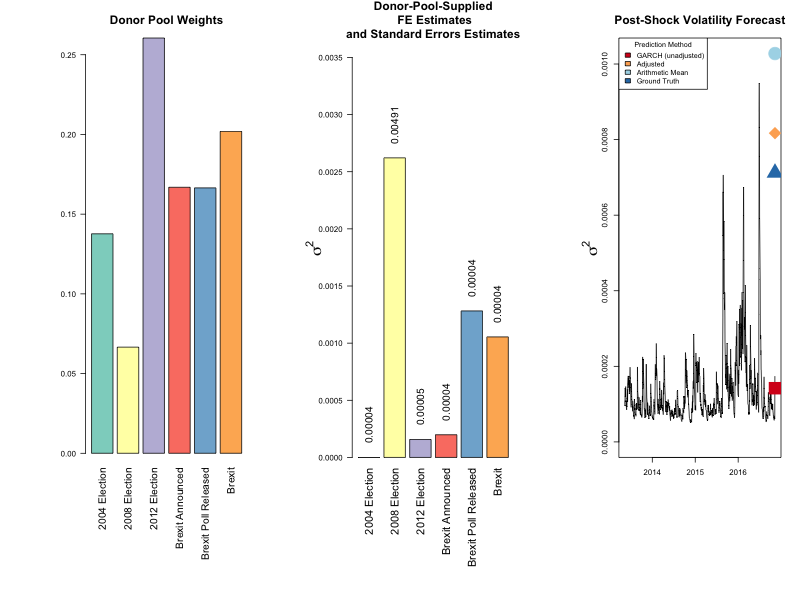 Donor Pool Weights
0.25
0.20
0.15
0.10
0.05
0.00
2004 Election
2008 Election
2012 Election
Brexit Announced
Brexit Poll Released
Brexit
Donor-Pool-Supplied
FE Estimates
and Standard Errors Estimates
σ2
0.0035
0.0030
0.0025
0.0020
0.0015
0.0010
0.0005
0.0000
0.00004
0.00491
0.00005
0.00004
0.00004
0.00004
2004 Election
2008 Election
2012 Election
Brexit Announced
Brexit Poll Released
Brexit
Post-Shock Volatility Forecast
σ2
0.0010
0.0008
0.0006
0.0004
0.0002
0.0000
Prediction Method
GARCH (unadjusted)
Adjusted
Arithmetic Mean
Ground Truth
2014
2015
2016